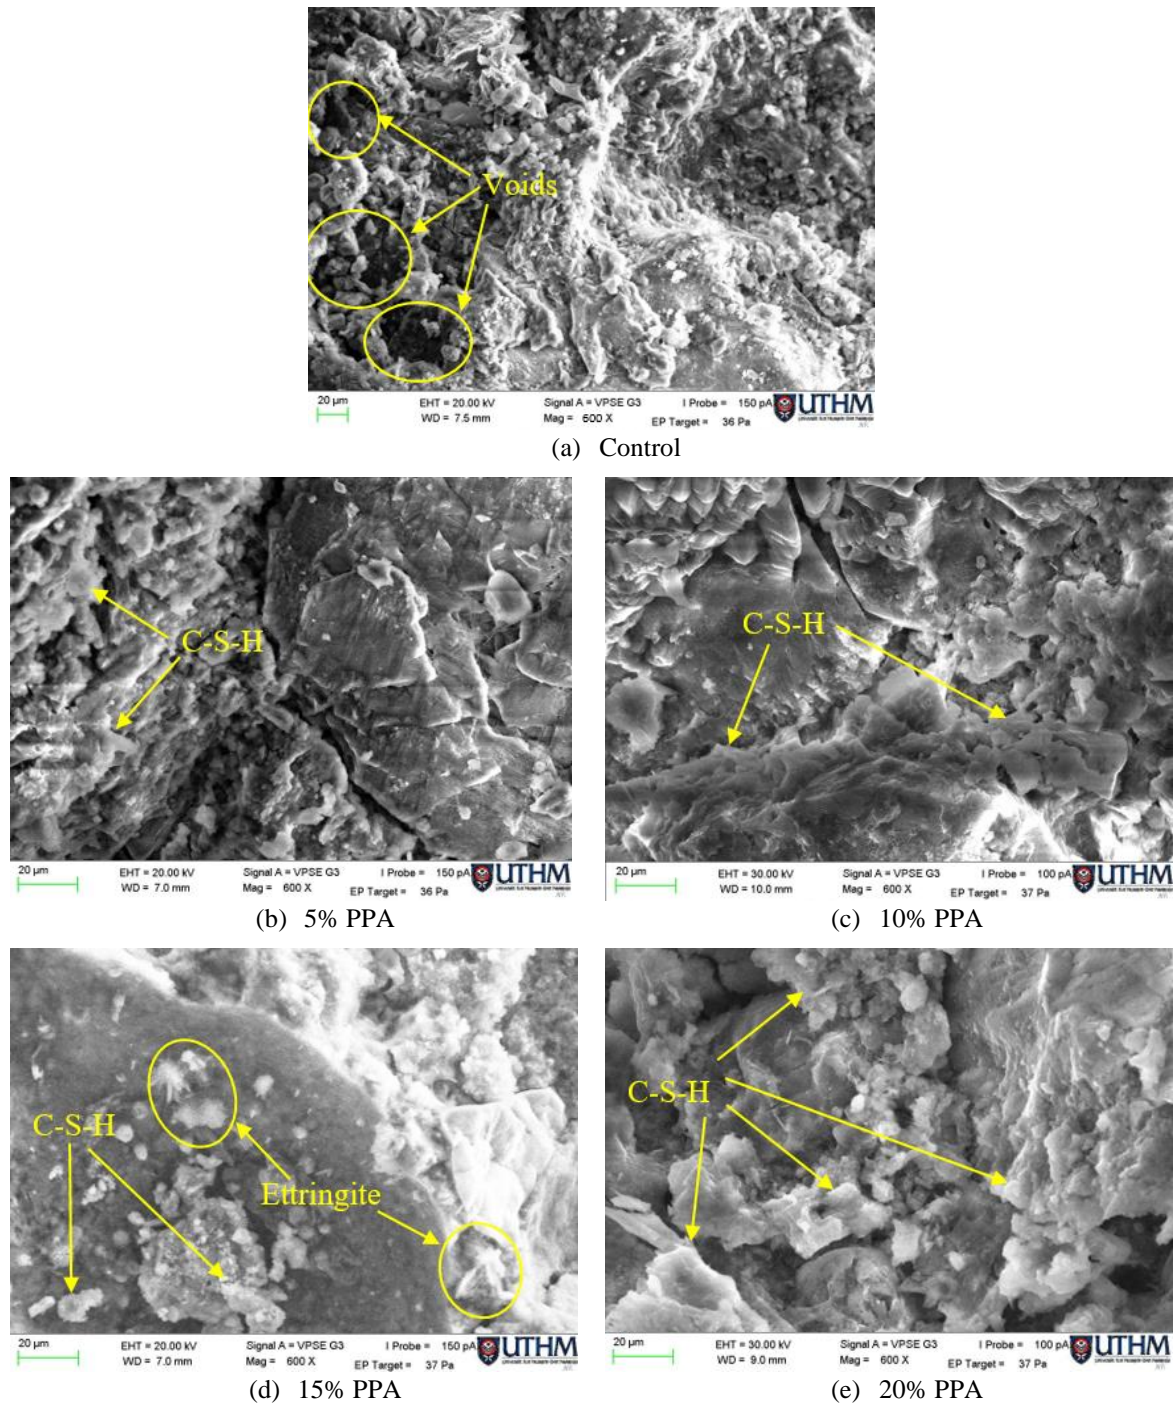 Voids
20 µm
EHT = 20.00 kV
Signal A = VPSE G3
I Probe = 150 pA
WD = 7.5 mm
Mag = 600 X
EP Target = 36 Pa
UTHM
(a) Control
C-S-H
20 µm
EHT = 20.00 kV
Signal A = VPSE G3
I Probe = 150 pA
WD = 7.0 mm
Mag = 600 X
EP Target = 36 Pa
UTHM
(b) 5% PPA
C-S-H
20 µm
EHT = 30.00 kV
Signal A = VPSE G3
I Probe = 100 pA
WD = 10.0 mm
Mag = 600 X
EP Target = 37 Pa
UTHM
(c) 10% PPA
C-S-H
Ettringite
20 µm
EHT = 20.00 kV
Signal A = VPSE G3
I Probe = 150 pA
WD = 7.0 mm
Mag = 600 X
EP Target = 37 Pa
UTHM
(d) 15% PPA
C-S-H
20 µm
EHT = 30.00 kV
Signal A = VPSE G3
I Probe = 100 pA
WD = 9.0 mm
Mag = 600 X
EP Target = 37 Pa
UTHM
(e) 20% PPA